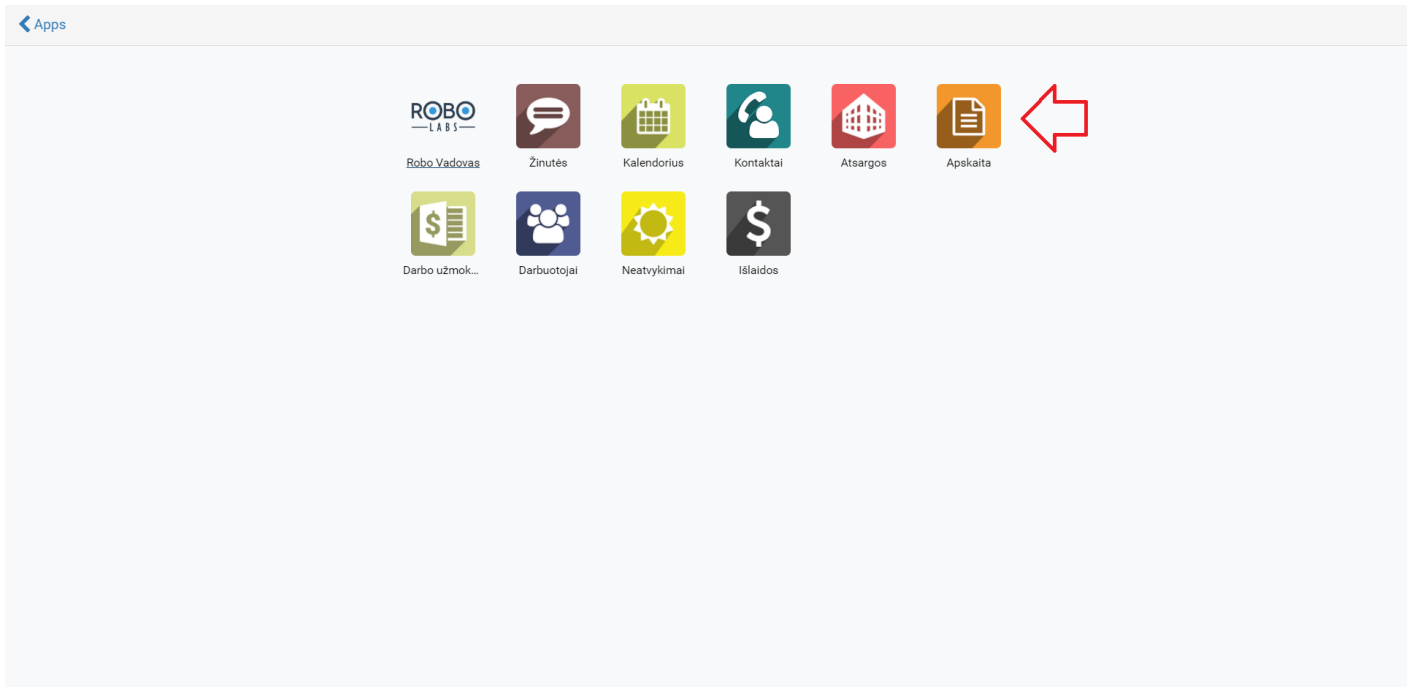 Apps
ROBO
LABS
Robo Vadovas
Žinutės
Kalendorius
Kontaktai
Atsargos
Apskaita
Darbo užmok...
Darbuotojai
Neatvykimai
Išlaidos